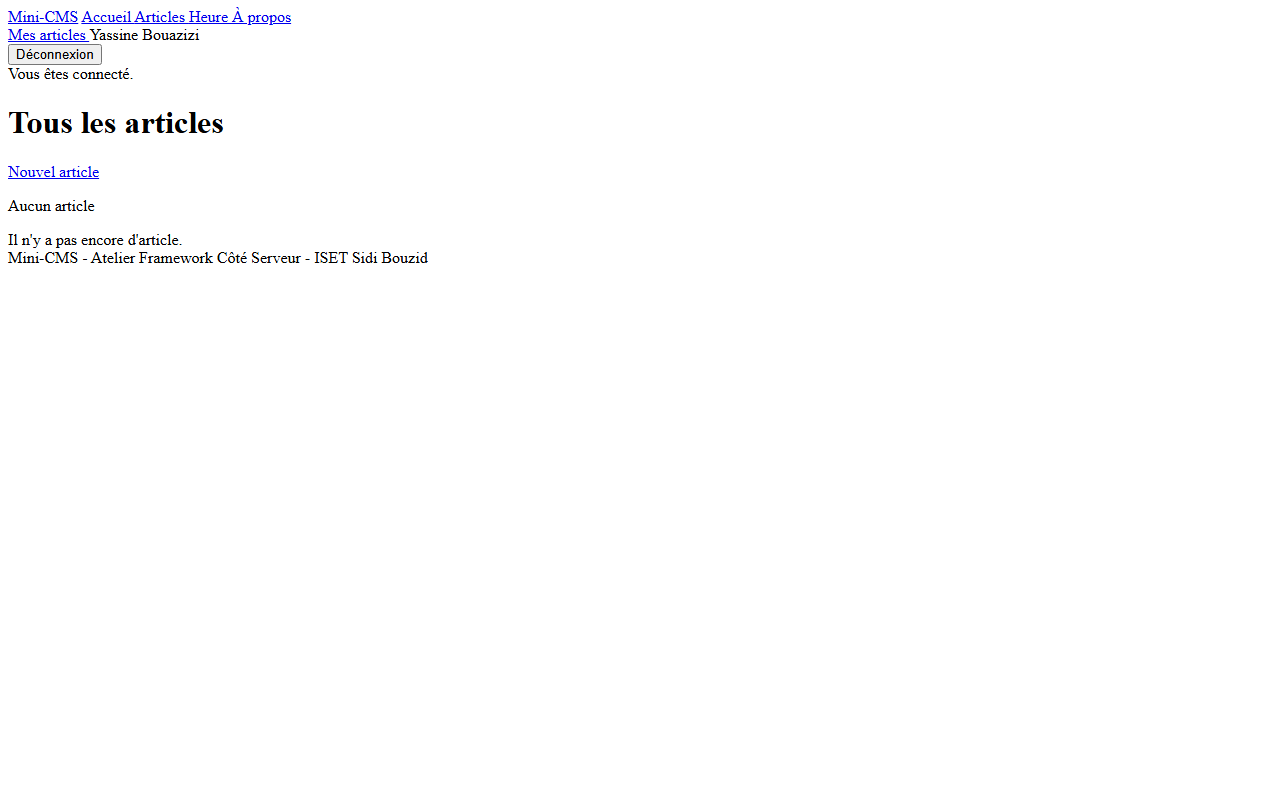 Mini-CMS Accueil Articles Heure À propos
Mes articles Yassine Bouazizi
Déconnexion
Vous êtes connecté.
Tous les articles
Nouvel article
Aucun article
Il n'y a pas encore d'article.
Mini-CMS - Atelier Framework Côté Serveur - ISET Sidi Bouzid